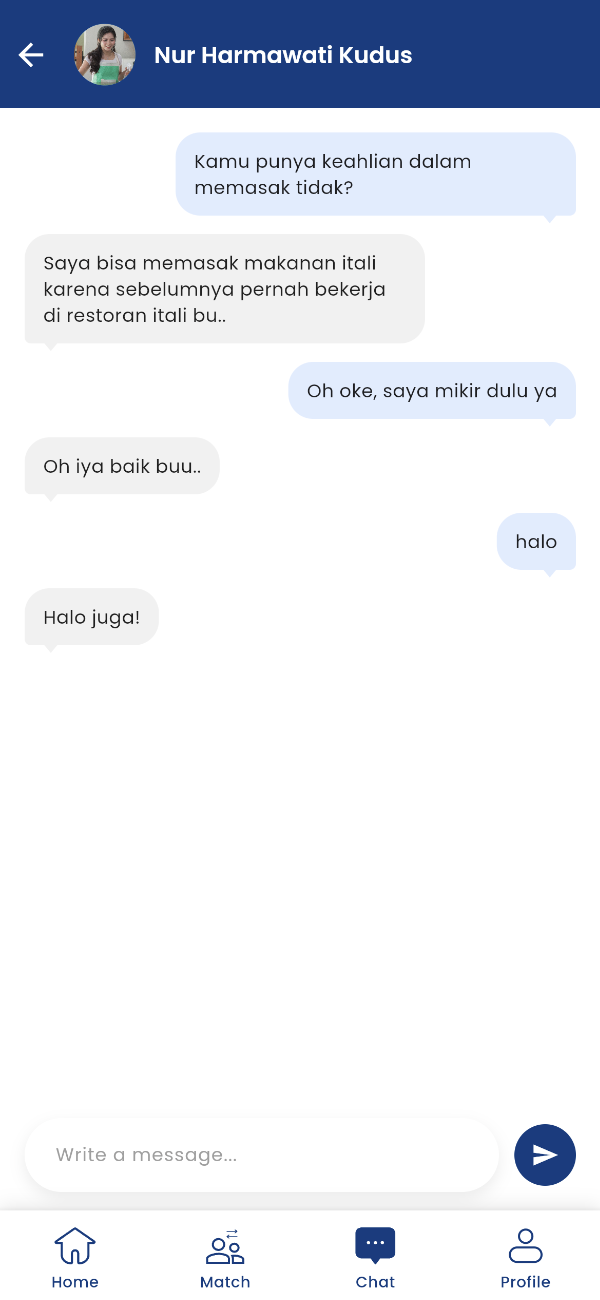 Nur Harmawati Kudus
Kamu punya keahlian dalam
memasak tidak?
Saya bisa memasak makanan itali
karena sebelumnya pernah bekerja
di restoran itali bu..
Oh oke, saya mikir dulu ya
Oh iya baik buu..
halo
Halo juga!
Write a message...
Home
Match
Chat
Profile